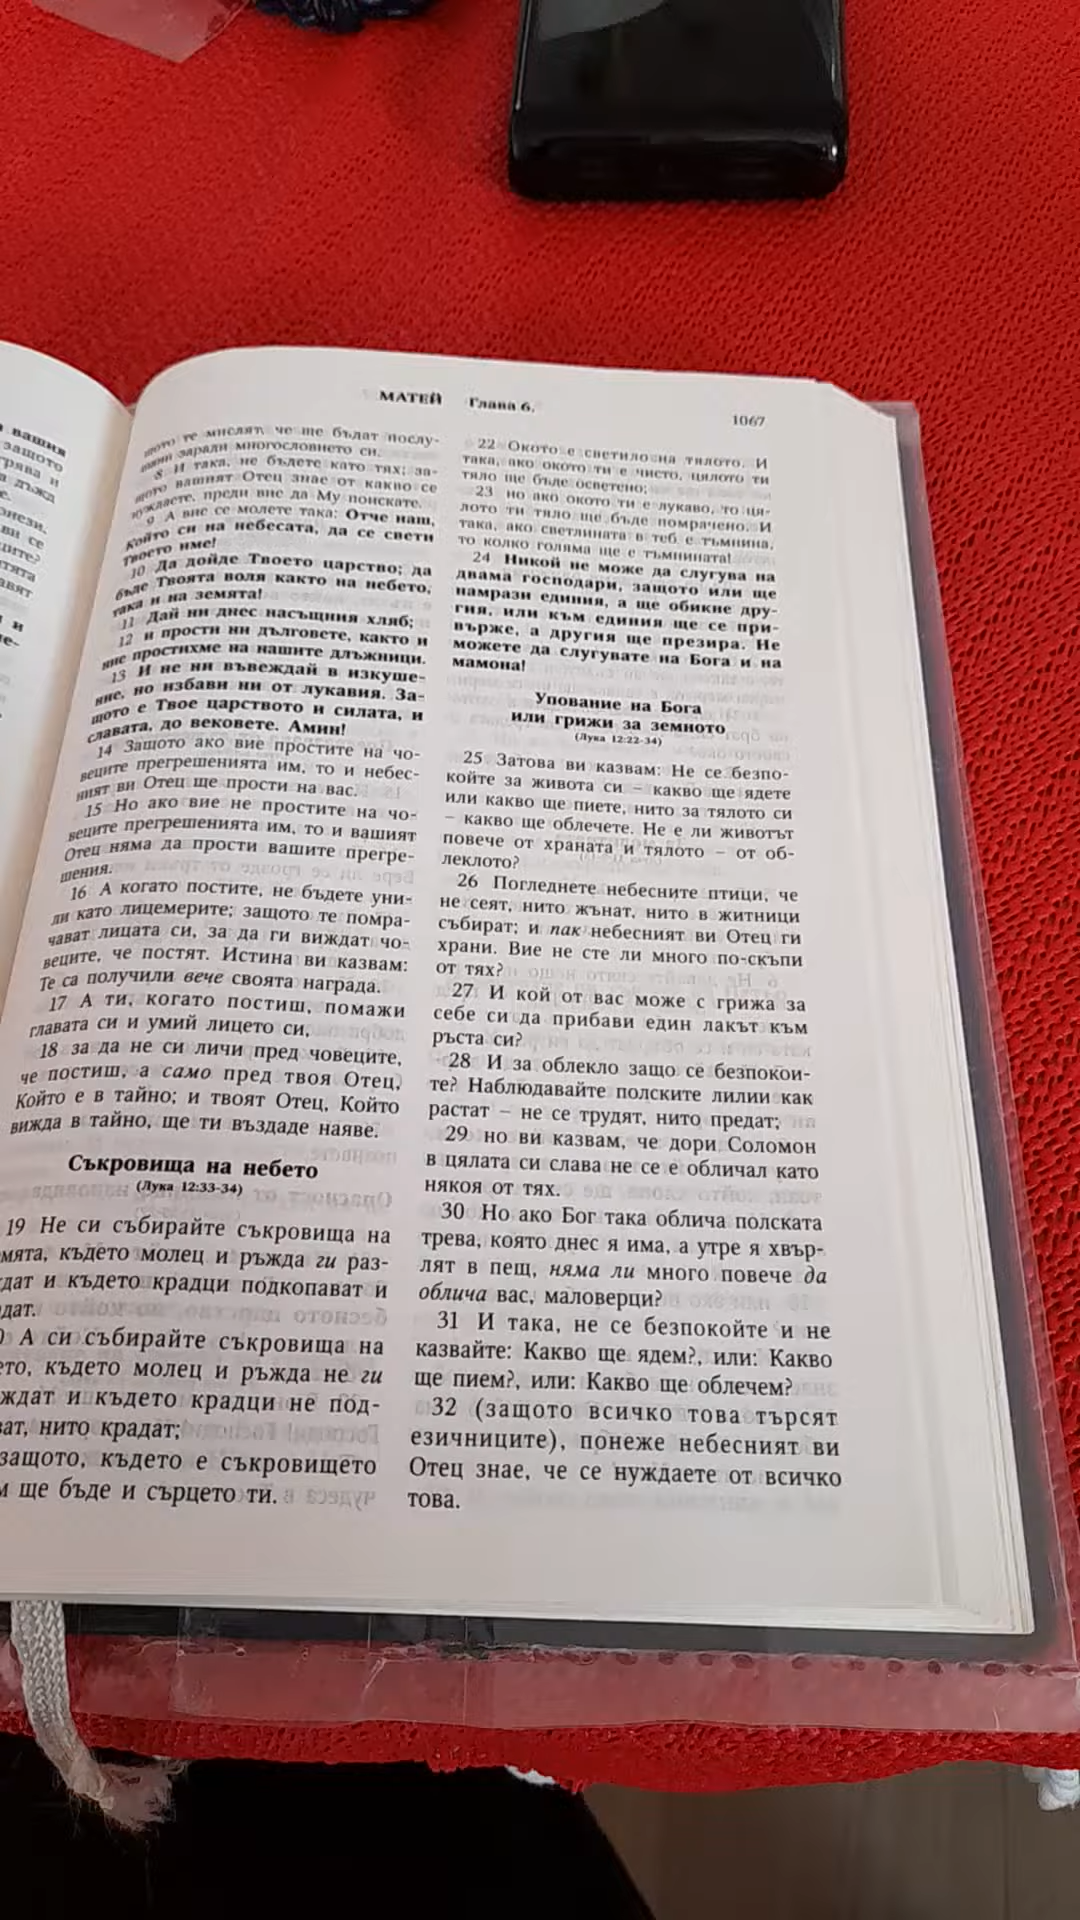 МАТЕЙ Глава 6.
1067
вашия
защото
грява и
дъжд
ви се
щото те мислят, че ще бъдат послу-
шани заради многословието си.
8 И така, не бъдете като тях; за-
щото вашият Отец знае от какво се
нуждаете, преди вие да Му поискате.
9 А вие се молете така: Отче наш,
Който си на небесата, да се свети
Твоето име!
10 Да дойде Твоето царство; да
бъде Твоята воля както на небето,
така и на земята!
11 Дай ни днес насъщния хляб;
12 и прости ни дълговете, както и
ние простихме на нашите длъжници.
13 И не ни въвеждай в изкуше-
ние, но избави ни от лукавия. За-
щото е Твое царството и силата, и
славата, до вековете. Амин!
14 Защото ако вие простите на чо-
веците прегрешенията им, то и небес-
ният ви Отец ще прости на вас.
15 Но ако вие не простите на чо-
веците прегрешенията им, то и вашият
Отец няма да прости вашите прегре-
шения.
16 А когато постите, не бъдете уни-
ли като лицемерите; защото те помра-
чават лицата си, за да ги виждат чо-
веците, че постят. Истина ви казвам:
Те са получили вече своята награда.
17 А ти, когато постиш, помажи
главата си и умий лицето си,
18 за да не си личи пред човеците,
че постиш, а само пред твоя Отец,
Който е в тайно; и твоят Отец, Който
вижда в тайно, ще ти въздаде наяве.
Съкровища на небето
(Лука 12:33-34)
19 Не си събирайте съкровища на
мята, където молец и ръжда ги раз-
дат и където крадци подкопават и
дат.
0 А си събирайте съкровища на
ето, където молец и ръжда не ги
ждат и където крадци не под-
ват, нито крадат;
защото, където е съкровището
м ще бъде и сърцето ти.
22 Окото е светило на тялото. И
така, ако окото ти е чисто, цялото ти
тяло ще бъде осветено;
23 но ако окото ти е лукаво, то ця-
лото ти тяло ще бъде помрачено. И
така, ако светлината в теб е тъмнина,
то колко голяма ще е тъмнината!
24 Никой не може да слугува на
двама господари, защото или ще
намрази единия, а ще обикне дру-
гия, или към единия ще се при-
върже, а другия ще презира. Не
можете да слугувате на Бога и на
мамона!
Упование на Бога
или грижи за земното
(Лука 12:22-34)
25 Затова ви казвам: Не се безпо-
койте за живота си – какво ще ядете
или какво ще пиете, нито за тялото си
– какво ще облечете. Не е ли животът
повече от храната и тялото – от об-
леклото?
26 Погледнете небесните птици, че
не сеят, нито жънат, нито в житници
събират; и пак небесният ви Отец ги
храни. Вие не сте ли много по-скъпи
от тях?
27 И кой от вас може с грижа за
себе си да прибави един лакът към
ръста си?
28 И за облекло защо се безпокои-
те? Наблюдавайте полските лилии как
растат – не се трудят, нито предат;
29 но ви казвам, че дори Соломон
в цялата си слава не се е обличал като
някоя от тях.
30 Но ако Бог така облича полската
трева, която днес я има, а утре я хвър-
лят в пещ, няма ли много повече да
облича вас, маловерци?
31 И така, не се безпокойте и не
казвайте: Какво ще ядем?, или: Какво
ще пием?, или: Какво ще облечем?
32 (защото всичко това търсят
езичниците), понеже небесният ви
Отец знае, че се нуждаете от всичко
това.